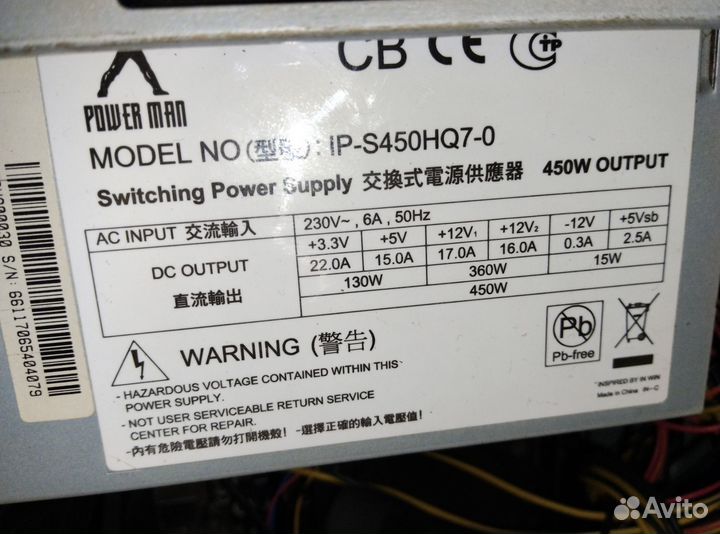 CB CE
POWER MAN
MODEL NO (型號): IP-S450HQ7-0
Switching Power Supply 交換式電源供應器 450W OUTPUT
AC INPUT 交流輸入 230V~, 6A, 50Hz
DC OUTPUT 直流輸出
+3.3V +5V +12V₁ +12V₂ -12V +5Vsb
22.0A 15.0A 17.0A 16.0A 0.3A 2.5A
130W 360W 15W
450W
WARNING (警告)
- HAZARDOUS VOLTAGE CONTAINED WITHIN THIS
POWER SUPPLY.
- NOT USER SERVICEABLE RETURN SERVICE
CENTER FOR REPAIR.
-內有危險電壓請勿打開機殼! -選擇正確的輸入電壓值!
Pb
Pb-free
INSPIRED BY IN WIN
Made in China IN-C
S/N: 66117065404079
Avito